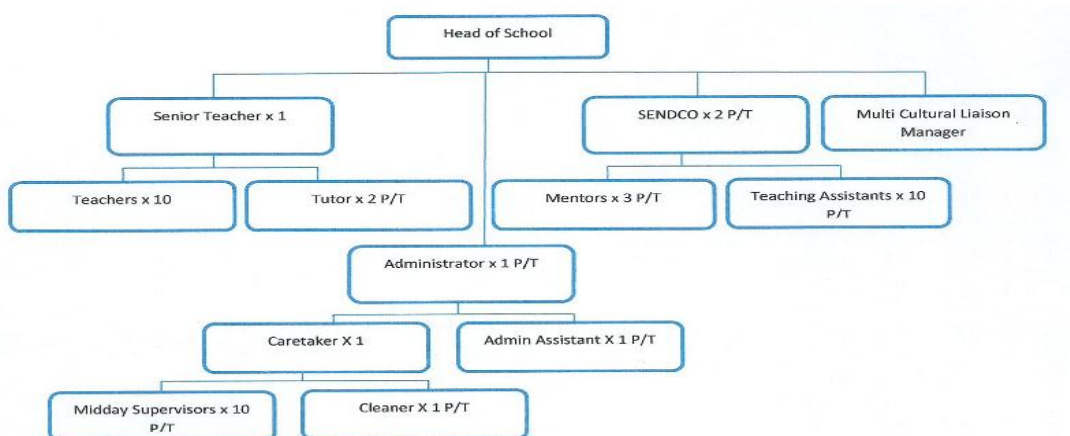 Head of School
Senior Teacher x 1
SENDCO x 2 P/T
Multi Cultural Liaison
Manager
Teachers x 10
Tutor x 2 P/T
Mentors x 3 P/T
Teaching Assistants x 10
P/T
Administrator x 1 P/T
Caretaker X 1
Admin Assistant X 1 P/T
Midday Supervisors x 10
P/T
Cleaner X 1 P/T